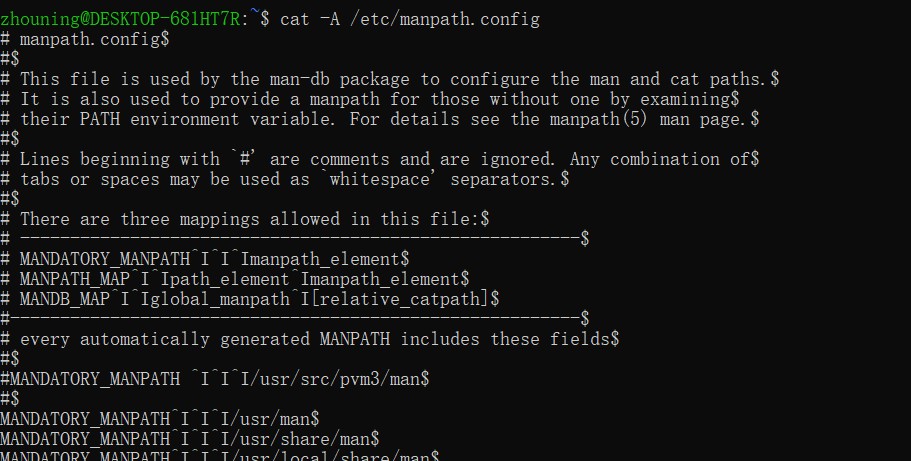 zhouning@DESKTOP-681HT7R:~$ cat -A /etc/manpath.config
# manpath.config$
#$
# This file is used by the man-db package to configure the man and cat paths.$
# It is also used to provide a manpath for those without one by examining$
# their PATH environment variable. For details see the manpath(5) man page.$
#$
# Lines beginning with `#' are comments and are ignored. Any combination of$
# tabs or spaces may be used as `whitespace' separators.$
#$
# There are three mappings allowed in this file:$
# --------------------------------------------------------$
# MANDATORY_MANPATH^I^I^Imanpath_element$
# MANPATH_MAP^I^Ipath_element^Imanpath_element$
# MANDB_MAP^I^Iglobal_manpath^I[relative_catpath]$
#---------------------------------------------------------$
# every automatically generated MANPATH includes these fields$
#$
#MANDATORY_MANPATH ^I^I^I/usr/src/pvm3/man$
#$
MANDATORY_MANPATH^I^I^I/usr/man$
MANDATORY_MANPATH^I^I^I/usr/share/man$
MANDATORY_MANPATH^I^I^I/usr/local/share/man$